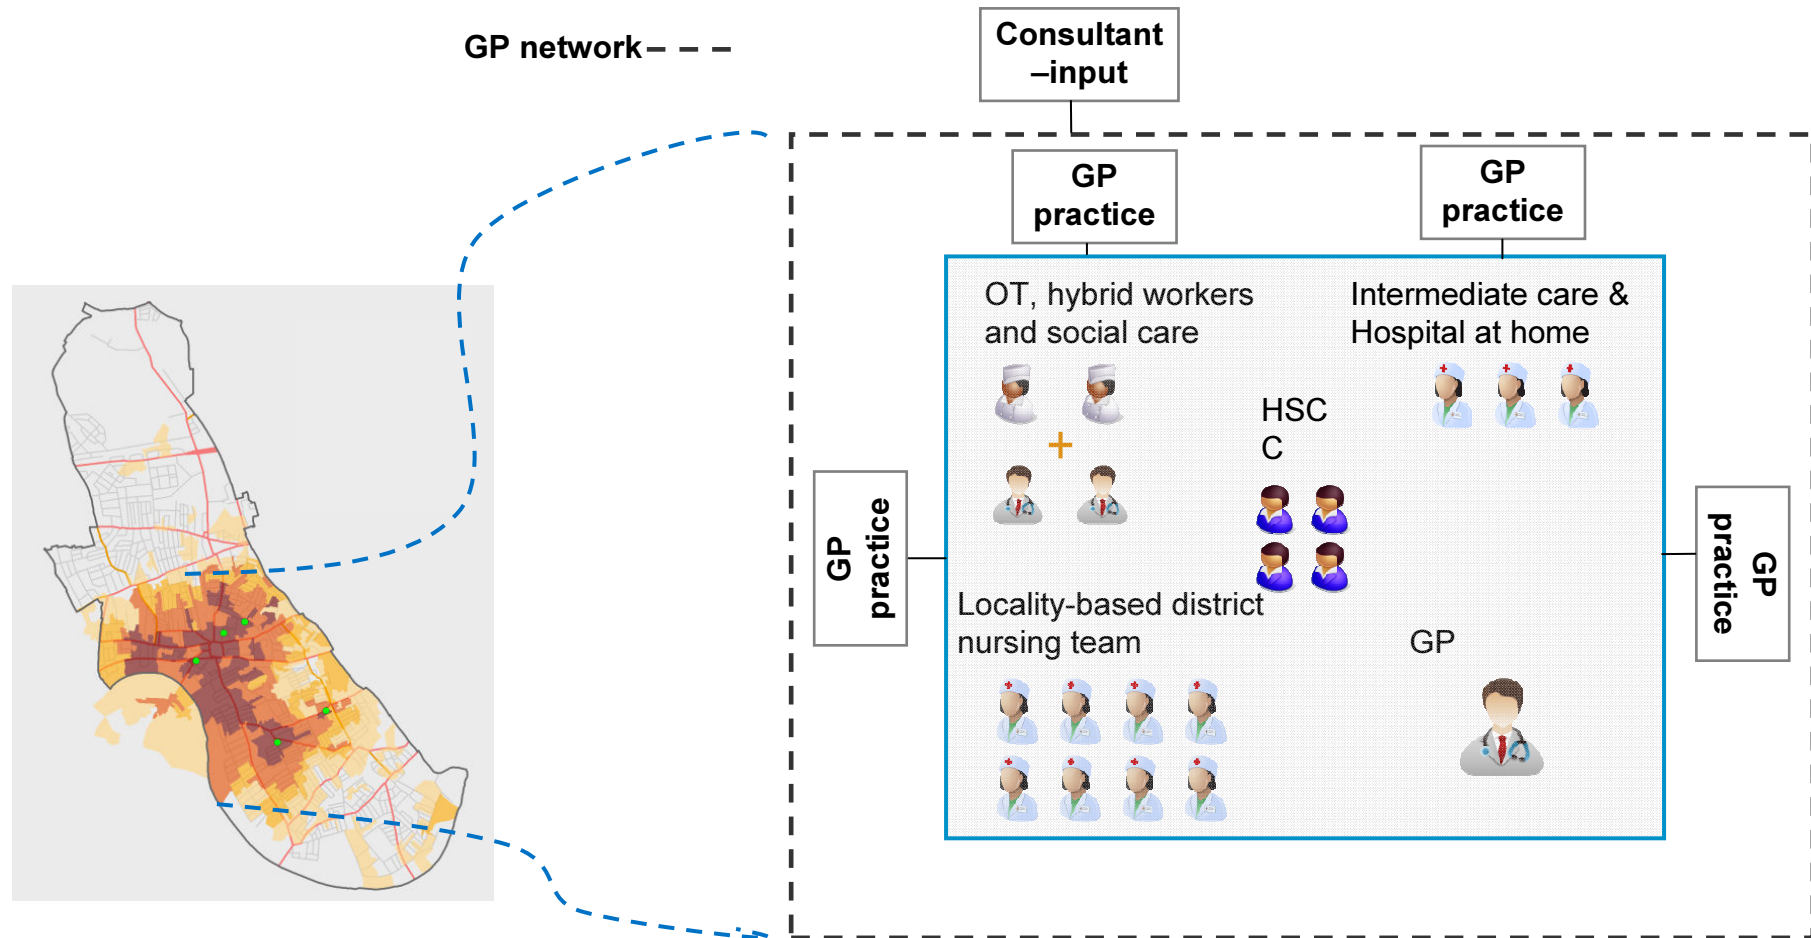 GP network
Consultant
–input
GP
practice
GP
practice
OT, hybrid workers
and social care
Intermediate care &
Hospital at home
HSC
C
GP
practice
GP
practice
Locality-based district
nursing team
GP